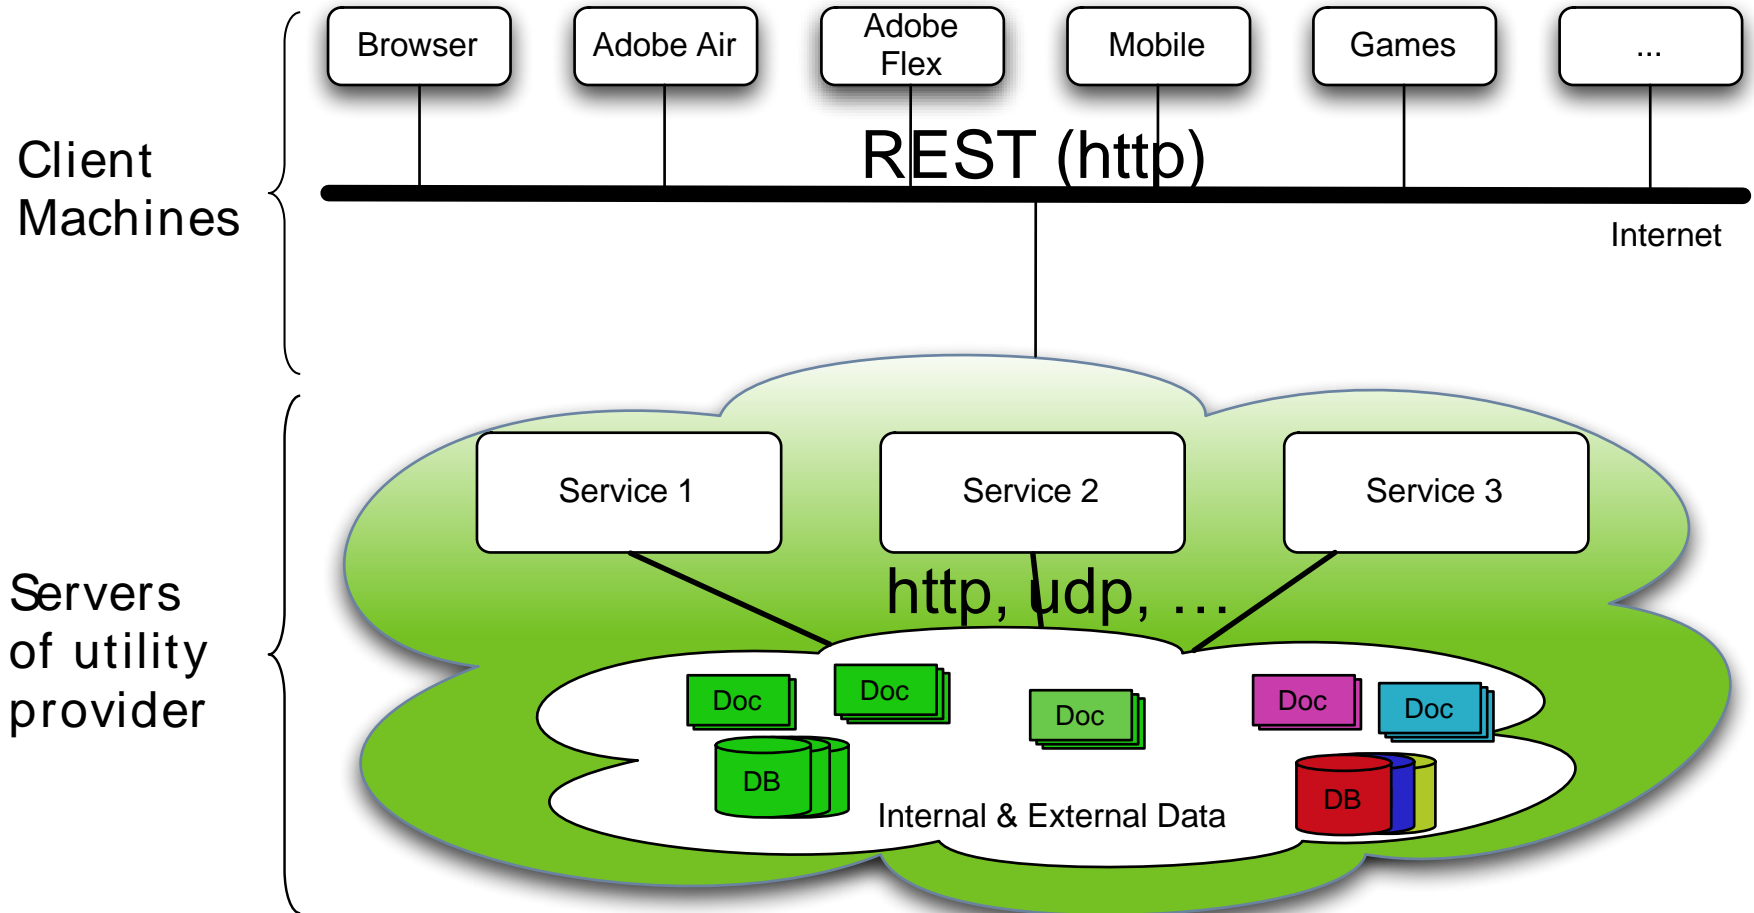 Browser
Adobe Air
Adobe
Flex
Mobile
Games
...
Client
Machines
REST (http)
Internet
Service 1
Service 2
Service 3
Servers
of utility
provider
http, udp, ...
Doc
Doc
Doc
Doc
Doc
DB
DB
Internal & External Data